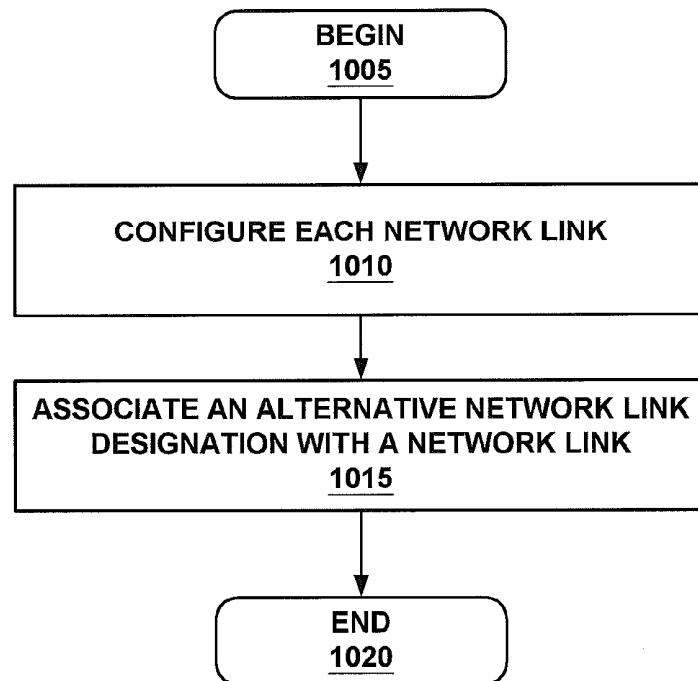 BEGIN
1005
CONFIGURE EACH NETWORK LINK
1010
ASSOCIATE AN ALTERNATIVE NETWORK LINK
DESIGNATION WITH A NETWORK LINK
1015
END
1020